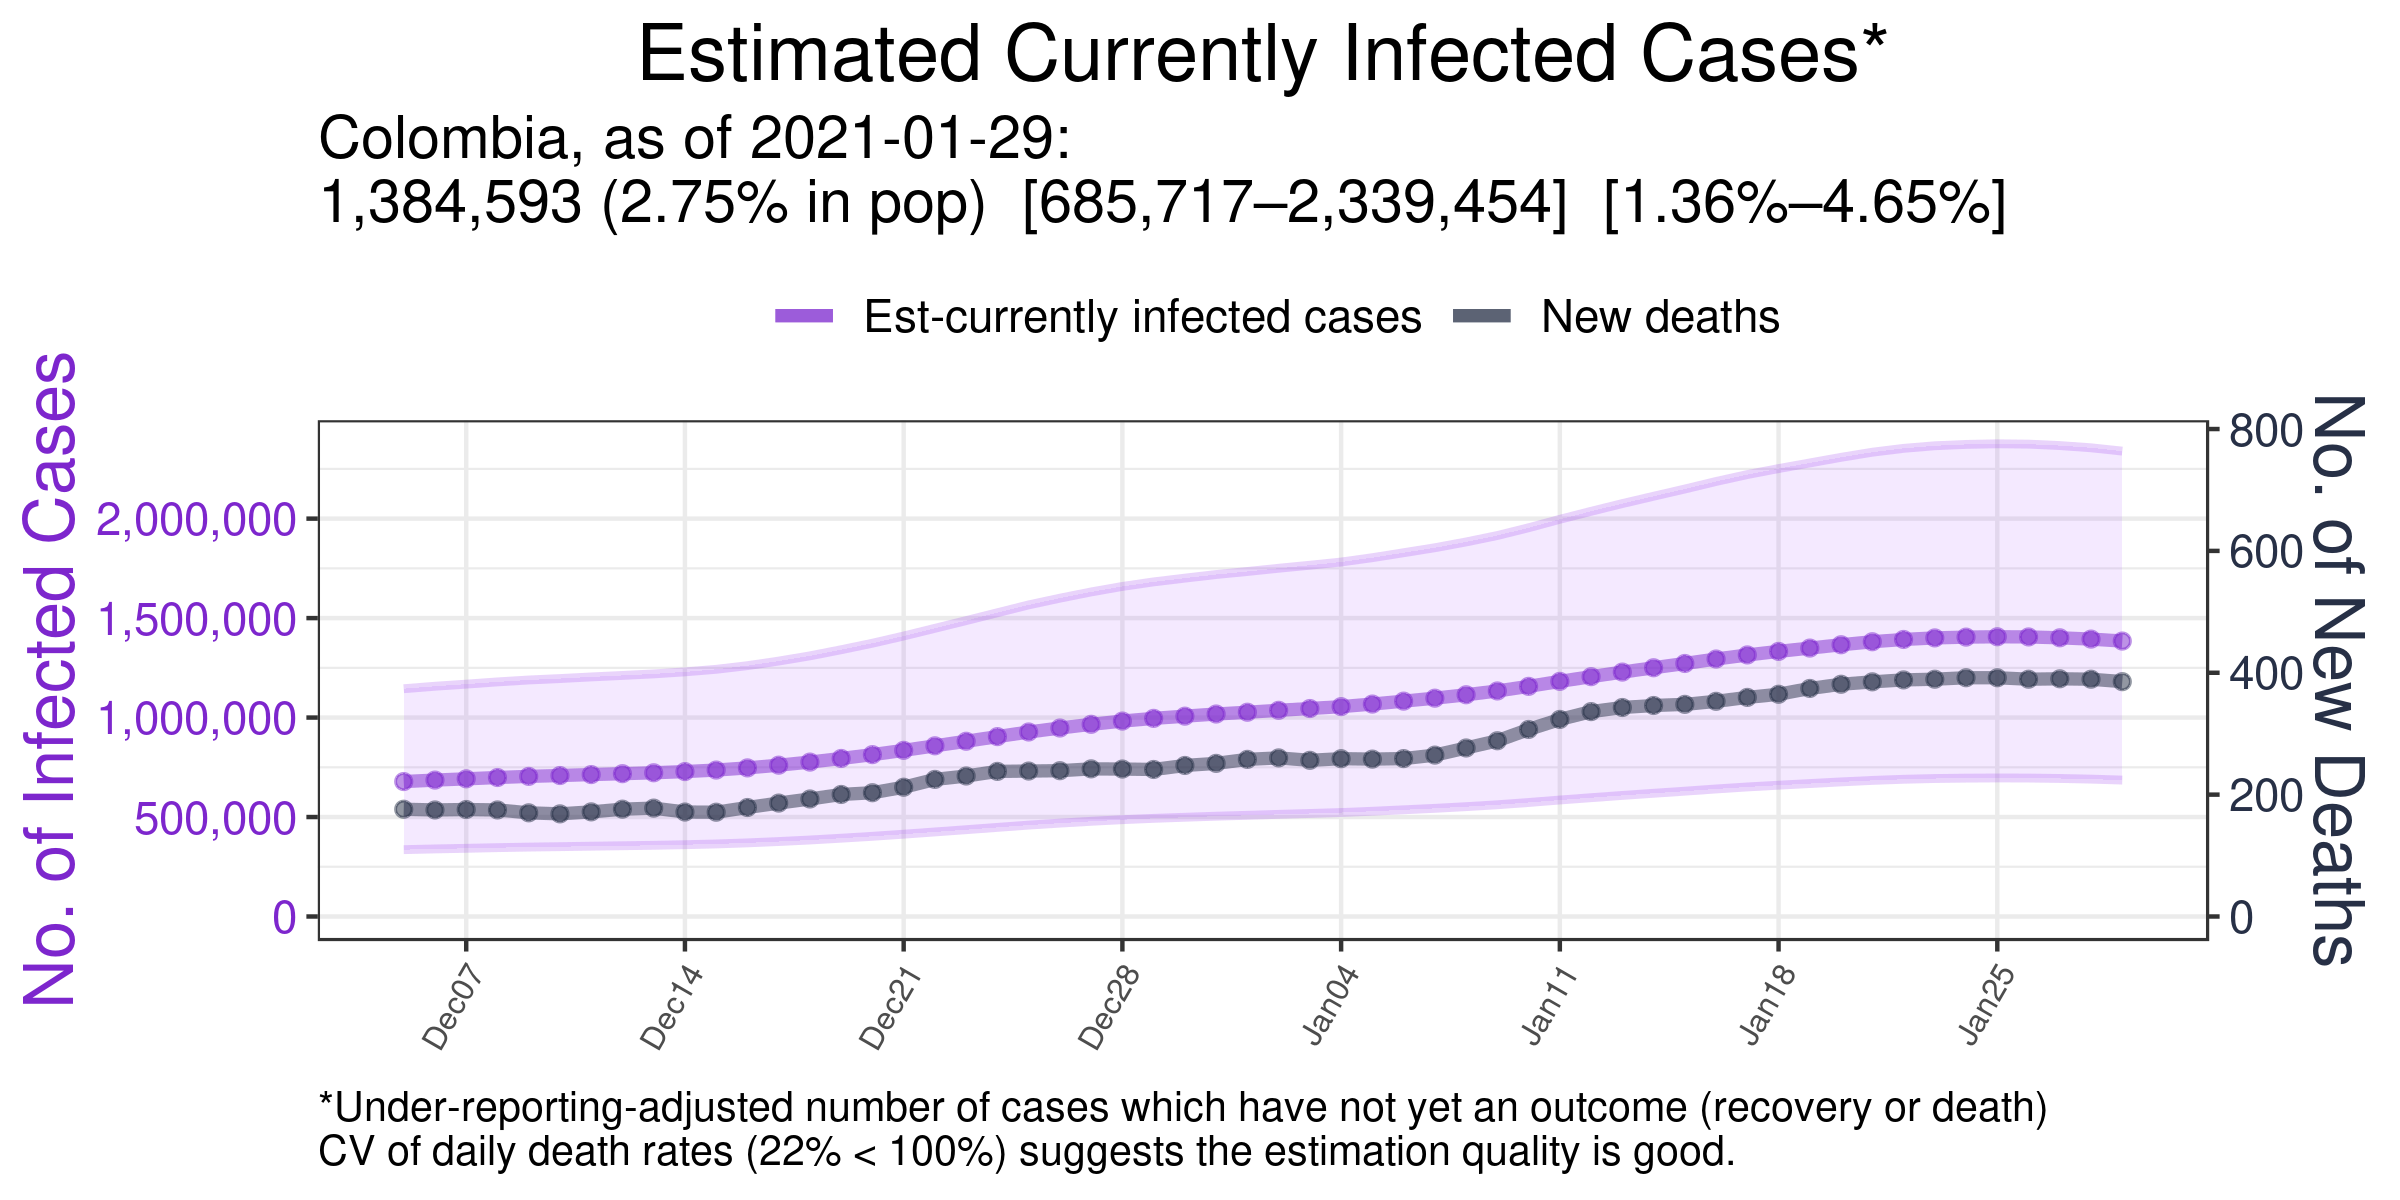 Estimated Currently Infected Cases*
Colombia, as of 2021-01-29:
1,384,593 (2.75% in pop) [685,717–2,339,454] [1.36%–4.65%]
Est-currently infected cases
New deaths
No. of Infected Cases
2,000,000
1,500,000
1,000,000
500,000
0
800
600
400
200
0
No. of New Deaths
Dec07
Dec14
Dec21
Dec28
Jan04
Jan11
Jan18
Jan25
*Under-reporting-adjusted number of cases which have not yet an outcome (recovery or death)
CV of daily death rates (22% < 100%) suggests the estimation quality is good.